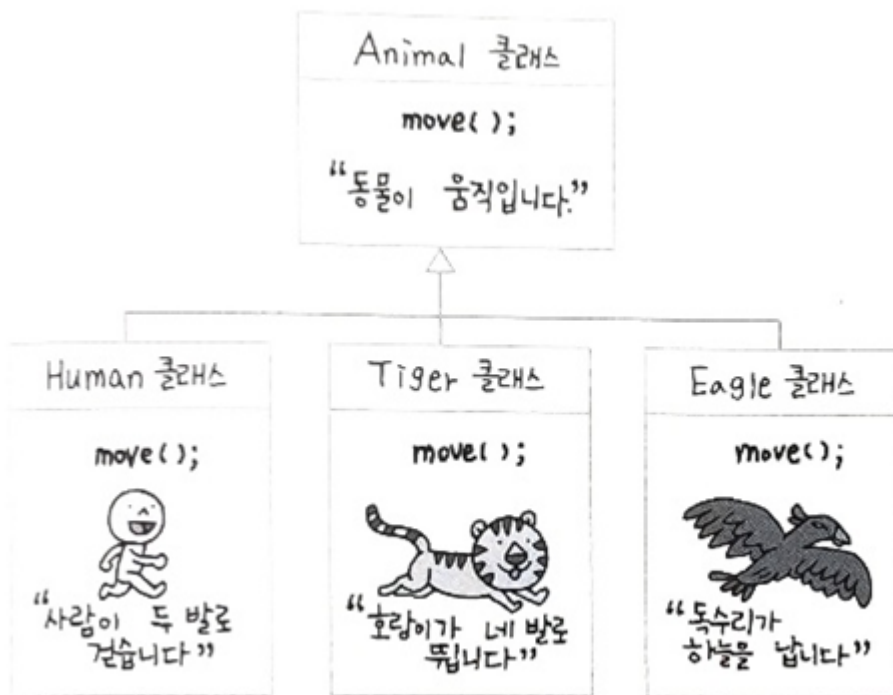 Animal 클래스
move();
“동물이 움직입니다.”
Human 클래스
move();
“사람이 두 발로
걷습니다”
Tiger 클래스
move();
“호랑이가 네 발로
뜁니다”
Eagle 클래스
move();
“독수리가
하늘을 납니다”